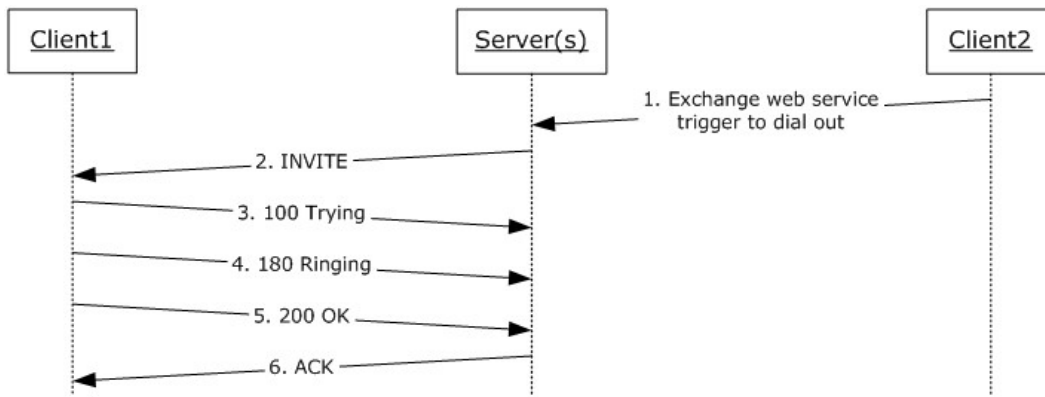 Client1
Server(s)
Client2
1. Exchange web service
trigger to dial out
2. INVITE
3. 100 Trying
4. 180 Ringing
5. 200 OK
6. ACK